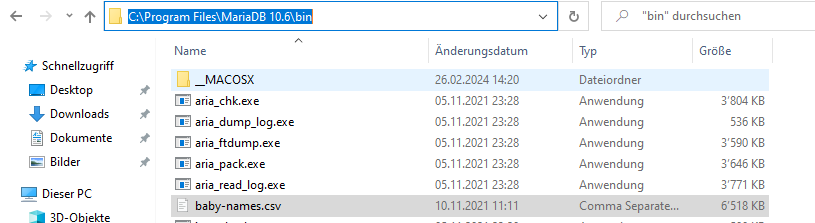 C:\Program Files\MariaDB 10.6\bin
"bin" durchsuchen
Name Änderungsdatum Typ Größe
Schnellzugriff
Desktop
Downloads
Dokumente
Bilder
Dieser PC
3D-Objekte
__MACOSX 26.02.2024 14:20 Dateiordner
aria_chk.exe 05.11.2021 23:28 Anwendung 3'804 KB
aria_dump_log.exe 05.11.2021 23:28 Anwendung 536 KB
aria_ftdump.exe 05.11.2021 23:28 Anwendung 3'590 KB
aria_pack.exe 05.11.2021 23:28 Anwendung 3'646 KB
aria_read_log.exe 05.11.2021 23:28 Anwendung 3'771 KB
baby-names.csv 10.11.2021 11:11 Comma Separate... 6'518 KB